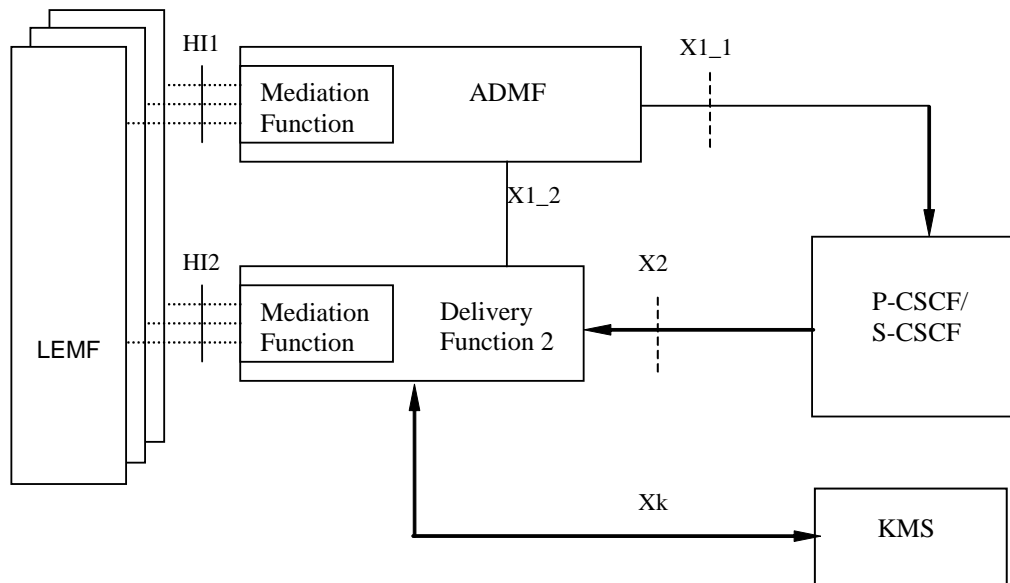 HI1
X1_1
Mediation
Function
ADMF
X1_2
HI2
X2
Mediation
Function
Delivery
Function 2
P-CSCF/
S-CSCF
LEMF
Xk
KMS